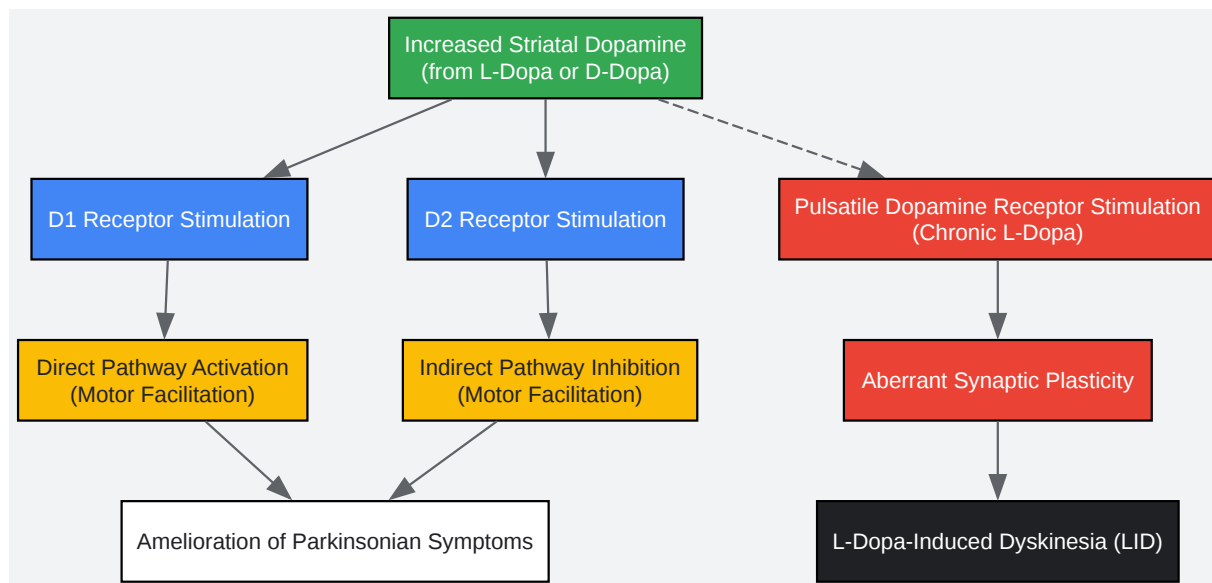 Increased Striatal Dopamine
(from L-Dopa or D-Dopa)
D1 Receptor Stimulation
D2 Receptor Stimulation
Pulsatile Dopamine Receptor Stimulation
(Chronic L-Dopa)
Direct Pathway Activation
(Motor Facilitation)
Indirect Pathway Inhibition
(Motor Facilitation)
Aberrant Synaptic Plasticity
Amelioration of Parkinsonian Symptoms
L-Dopa-Induced Dyskinesia (LID)